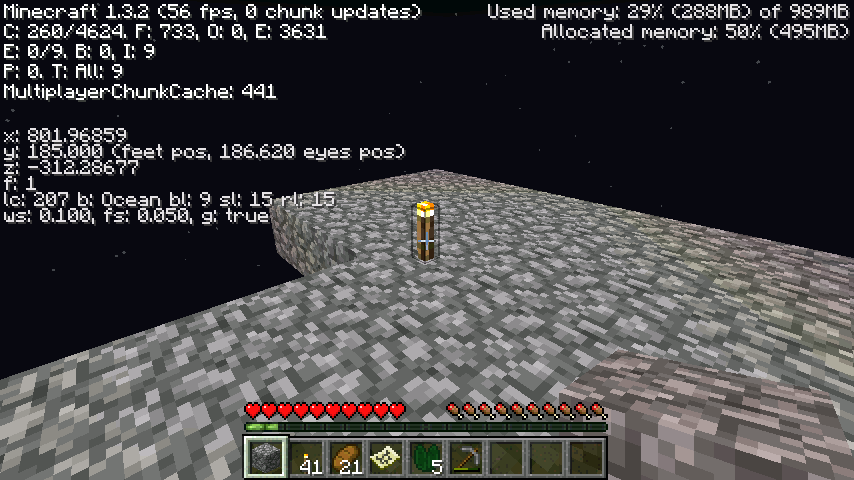 Minecraft 1.3.2 (56 fps, 0 chunk updates)
Used memory: 29% (288MB) of 989MB
C: 260/4624. F: 733, O: 0, E: 3631
Allocated memory: 50% (495MB)
E: 0/9. B: 0, I: 9
P: 0. T: All: 9
MultiplayerChunkCache: 441
x: 801.96859
y: 185.000 (feet pos, 186.620 eyes pos)
z: -312.28677
f: 1
lc: 207 b: Ocean bl: 9 sl: 15 rl: 15
ws: 0.100, fs: 0.050, g: true
41
21
5